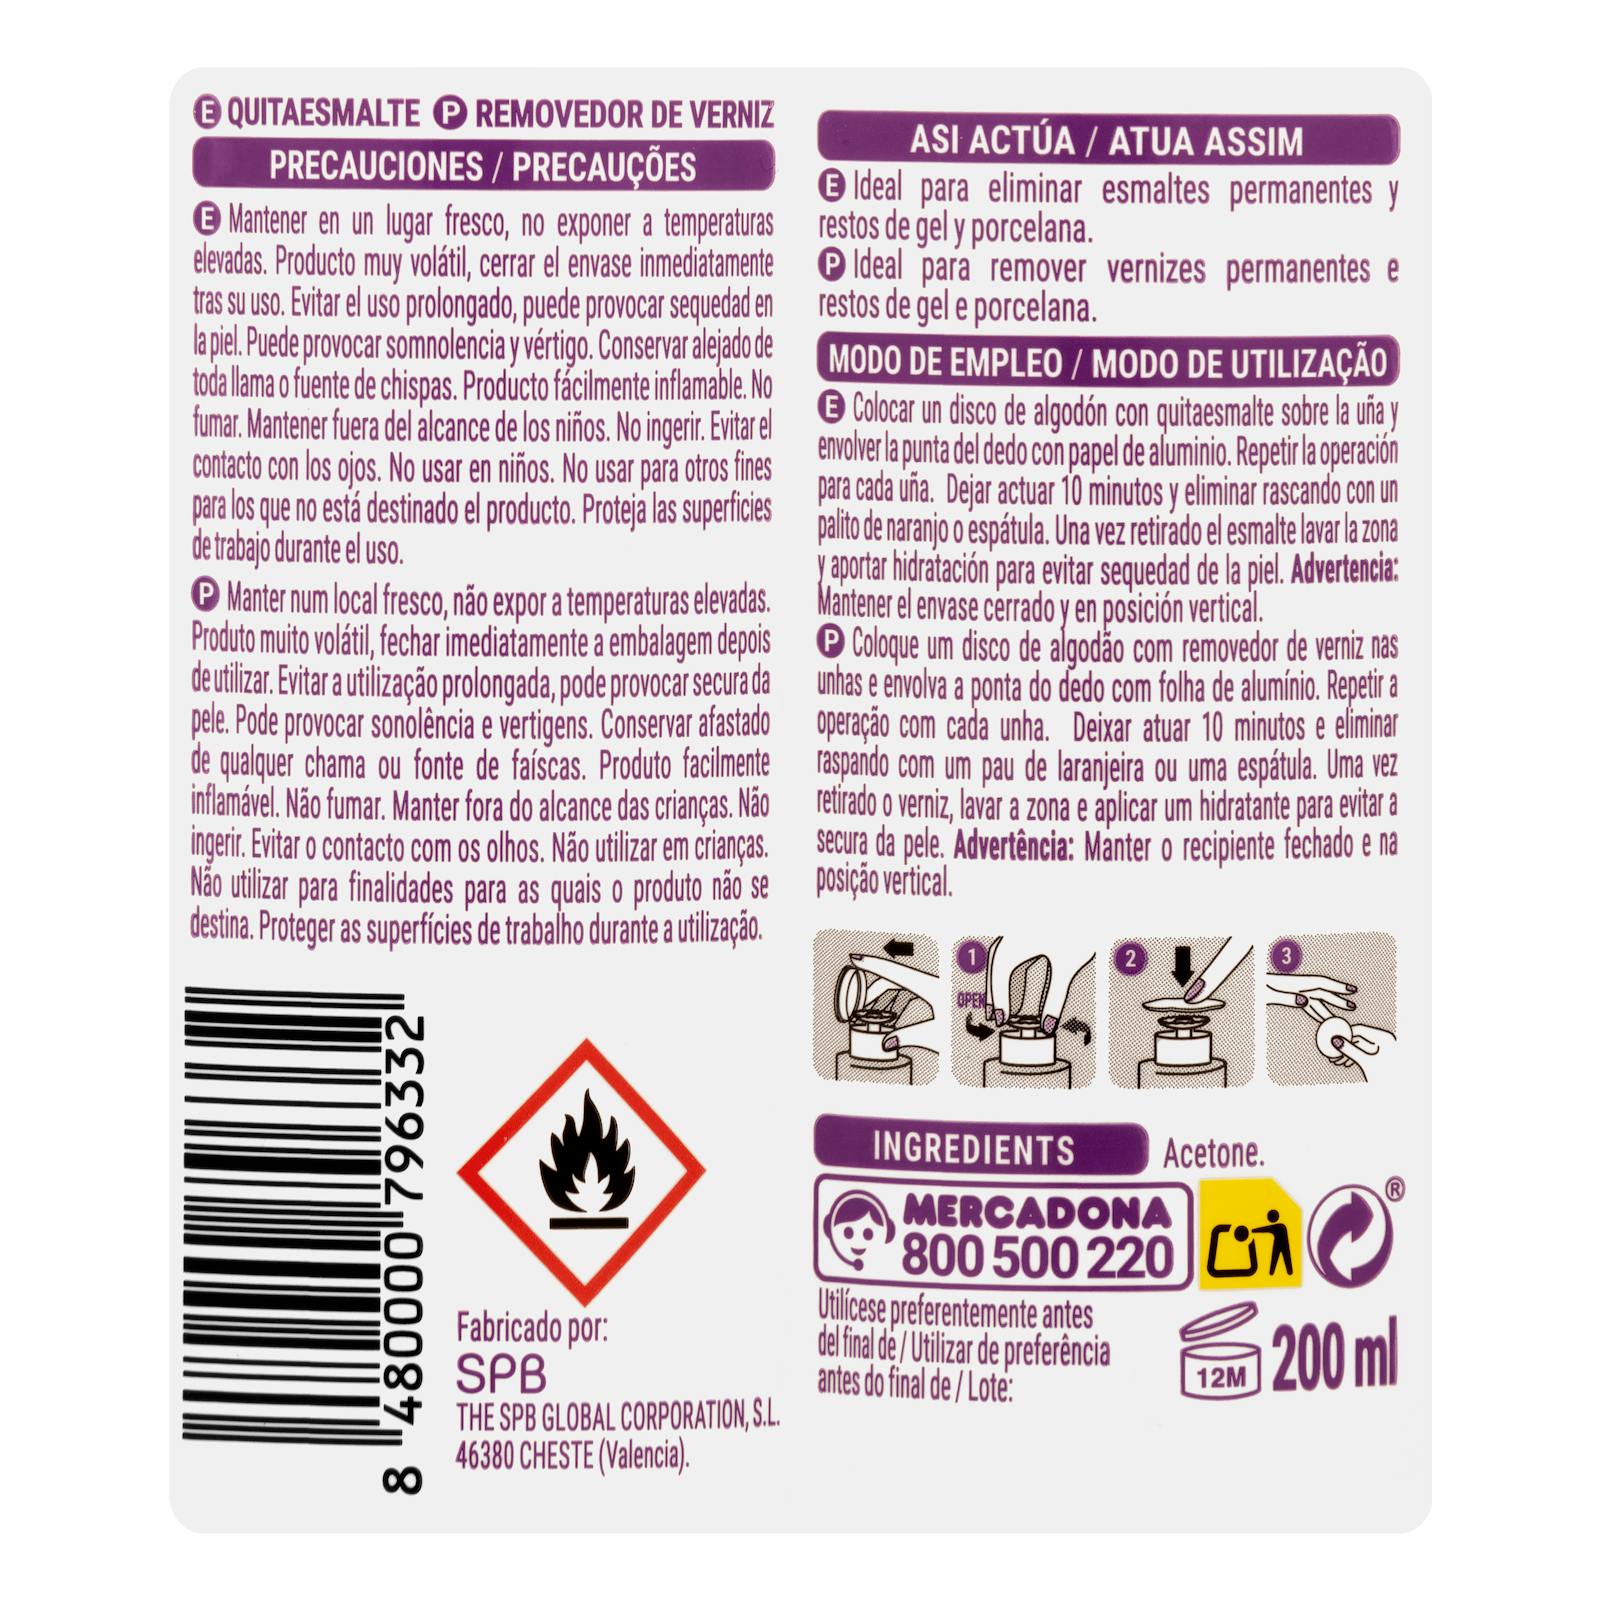 E QUITAESMALTE P REMOVEDOR DE VERNIZ
PRECAUCIONES / PRECAUÇÕES
E Mantener en un lugar fresco, no exponer a temperaturas
elevadas. Producto muy volátil, cerrar el envase inmediatamente
tras su uso. Evitar el uso prolongado, puede provocar sequedad en
la piel. Puede provocar somnolencia y vértigo. Conservar alejado de
toda llama o fuente de chispas. Producto fácilmente inflamable. No
fumar. Mantener fuera del alcance de los niños. No ingerir. Evitar el
contacto con los ojos. No usar en niños. No usar para otros fines
para los que no está destinado el producto. Proteja las superficies
de trabajo durante el uso.
P Manter num local fresco, não expor a temperaturas elevadas.
Produto muito volátil, fechar imediatamente a embalagem depois
de utilizar. Evitar a utilização prolongada, pode provocar secura da
pele. Pode provocar sonolência e vertigens. Conservar afastado
de qualquer chama ou fonte de faíscas. Produto facilmente
inflamável. Não fumar. Manter fora do alcance das crianças. Não
ingerir. Evitar o contacto com os olhos. Não utilizar em crianças.
Não utilizar para finalidades para as quais o produto não se
destina. Proteger as superfícies de trabalho durante a utilização.
8 480000 796332
Fabricado por:
SPB
THE SPB GLOBAL CORPORATION, S.L.
46380 CHESTE (Valencia).
ASI ACTÚA / ATUA ASSIM
E Ideal para eliminar esmaltes permanentes y
restos de gel y porcelana.
P Ideal para remover vernizes permanentes e
restos de gel e porcelana.
MODO DE EMPLEO / MODO DE UTILIZAÇÃO
E Colocar un disco de algodón con quitaesmalte sobre la uña y
envolver la punta del dedo con papel de aluminio. Repetir la operación
para cada uña. Dejar actuar 10 minutos y eliminar rascando con un
palito de naranjo o espátula. Una vez retirado el esmalte lavar la zona
y aportar hidratación para evitar sequedad de la piel. Advertencia:
Mantener el envase cerrado y en posición vertical.
P Coloque um disco de algodão com removedor de verniz nas
unhas e envolva a ponta do dedo com folha de alumínio. Repetir a
operação com cada unha. Deixar atuar 10 minutos e eliminar
raspando com um pau de laranjeira ou uma espátula. Uma vez
retirado o verniz, lavar a zona e aplicar um hidratante para evitar a
secura da pele. Advertência: Manter o recipiente fechado e na
posição vertical.
1 2 3
OPEN
INGREDIENTS Acetone.
MERCADONA
800 500 220
®
Utilícese preferentemente antes
del final de / Utilizar de preferência
antes do final de / Lote:
12M 200 ml